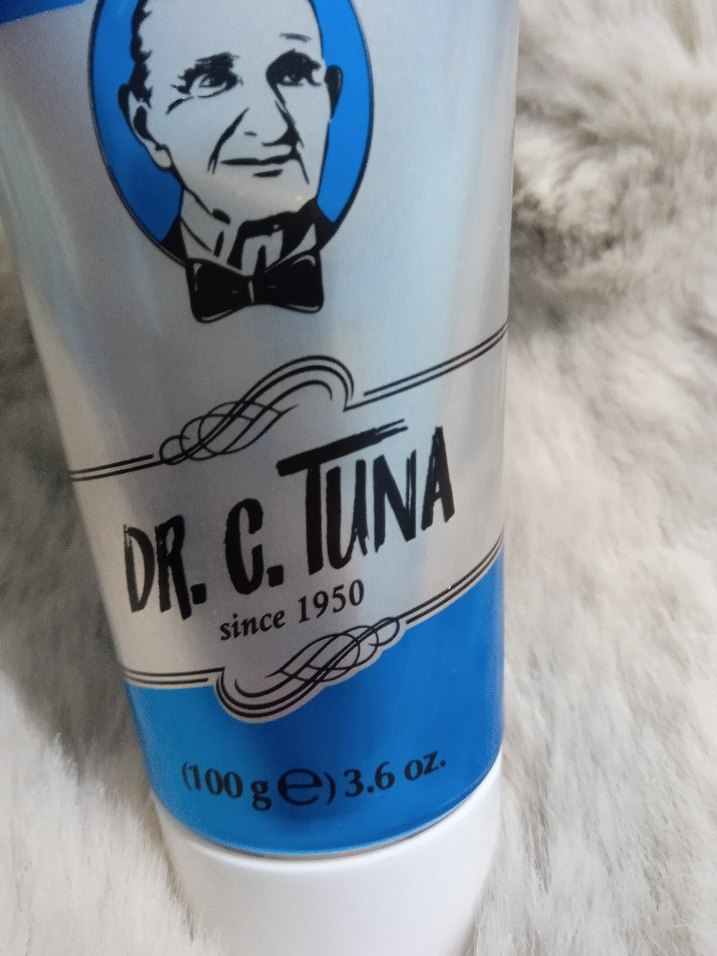 DR. C. TUNA
since 1950
(100 g ℮) 3.6 oz.